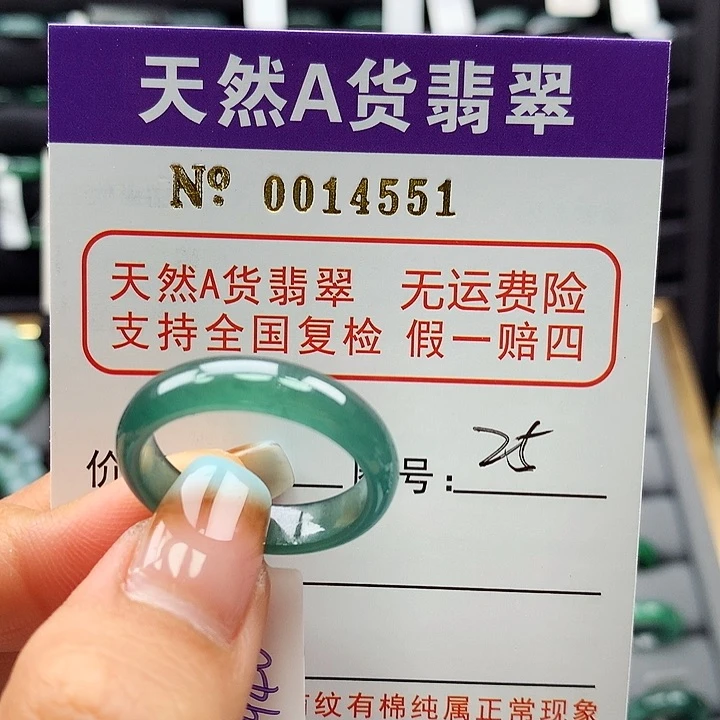 天然A货翡翠
Nº 0014551
天然A货翡翠 无运费险
支持全国复检 假一赔四
价
号: 25
纹有棉纯属正常现象